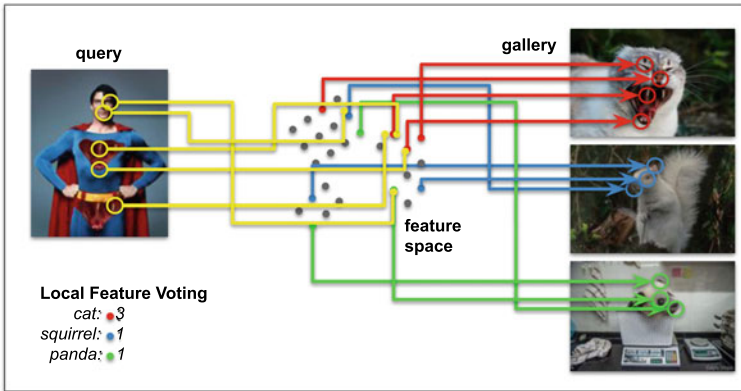 query
gallery
feature
space
Local Feature Voting
cat: 3
squirrel: 1
panda: 1